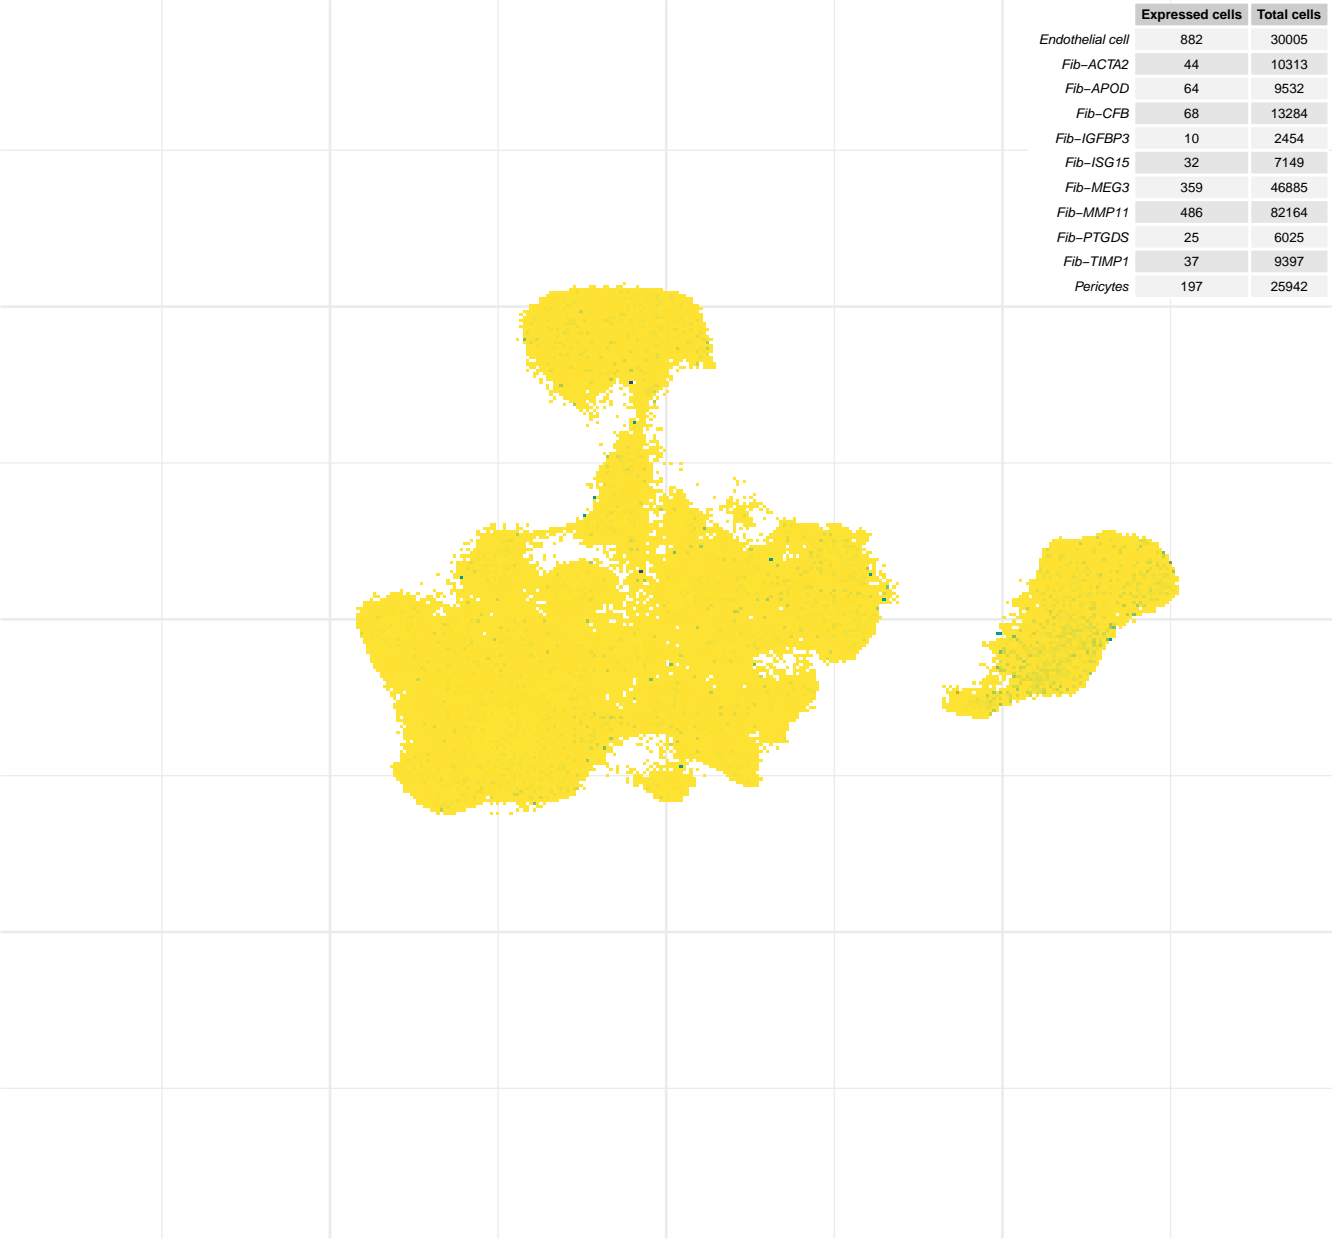 Expressed cells Total cells
Endothelial cell 882 30005
Fib−ACTA2 44 10313
Fib−APOD 64 9532
Fib−CFB 68 13284
Fib−IGFBP3 10 2454
Fib−ISG15 32 7149
Fib−MEG3 359 46885
Fib−MMP11 486 82164
Fib−PTGDS 25 6025
Fib−TIMP1 37 9397
Pericytes 197 25942